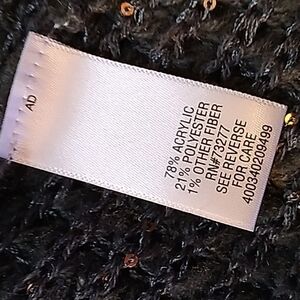 AD
78% ACRYLIC
21% POLYESTER
1% OTHER FIBER
RN#73277
SEE REVERSE
FOR CARE
400340209499